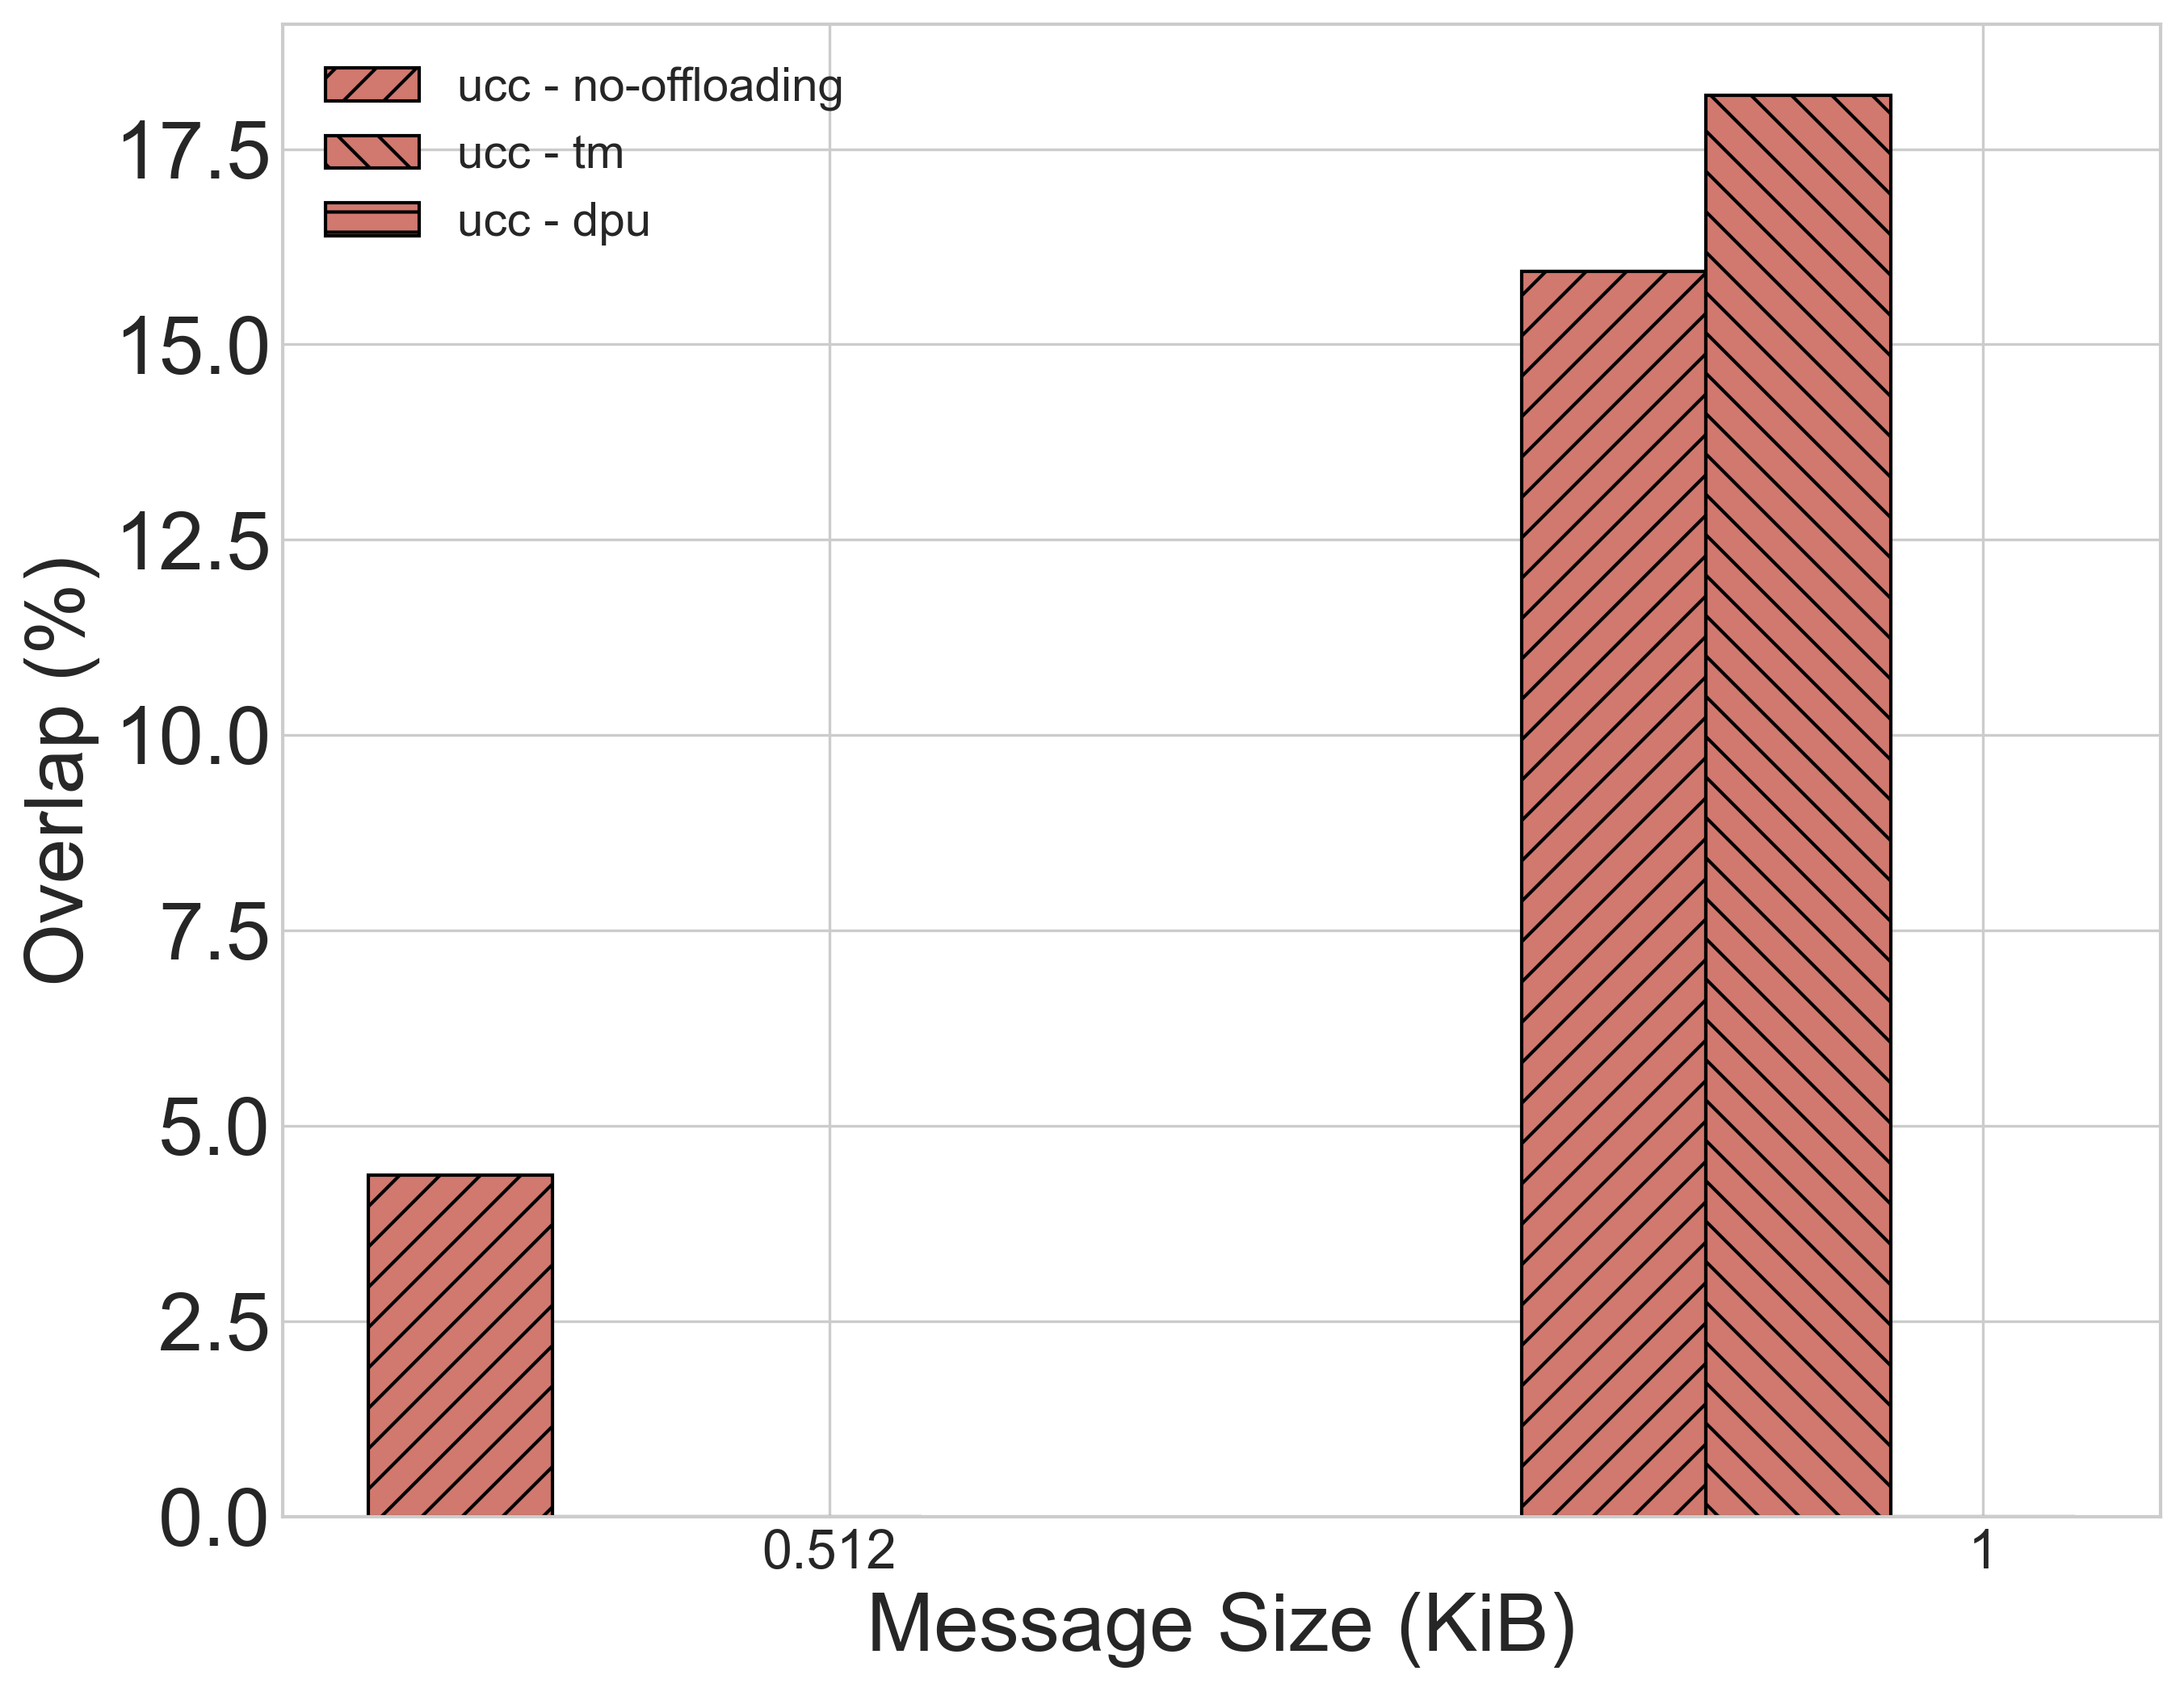 ucc - no-offloading
ucc - tm
ucc - dpu
17.5
15.0
12.5
10.0
7.5
5.0
2.5
0.0
Overlap (%)
0.512
1
Message Size (KiB)